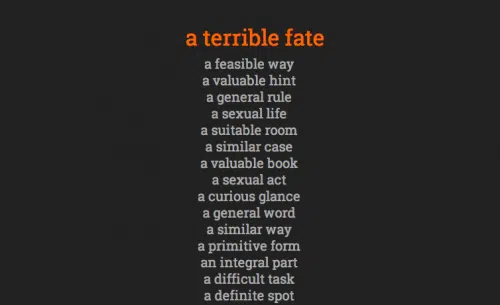 a terrible fate
a feasible way
a valuable hint
a general rule
a sexual life
a suitable room
a similar case
a valuable book
a sexual act
a curious glance
a general word
a similar way
a primitive form
an integral part
a difficult task
a definite spot